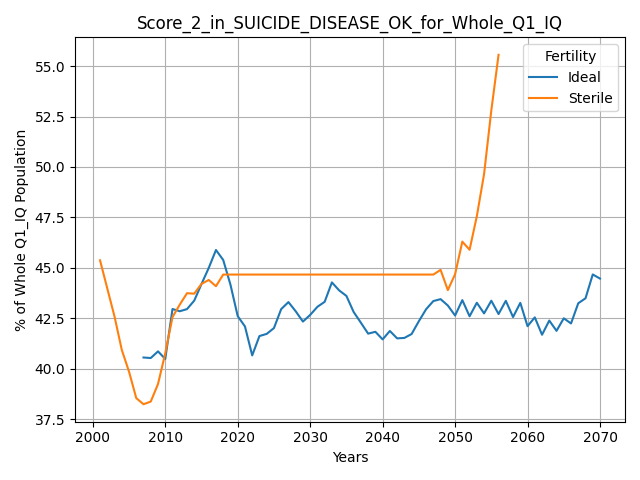 Score_2_in_SUICIDE_DISEASE_OK_for_Whole_Q1_IQ
% of Whole Q1_IQ Population
55.0
52.5
50.0
47.5
45.0
42.5
40.0
37.5
Fertility
Ideal
Sterile
2000 2010 2020 2030 2040 2050 2060 2070
Years